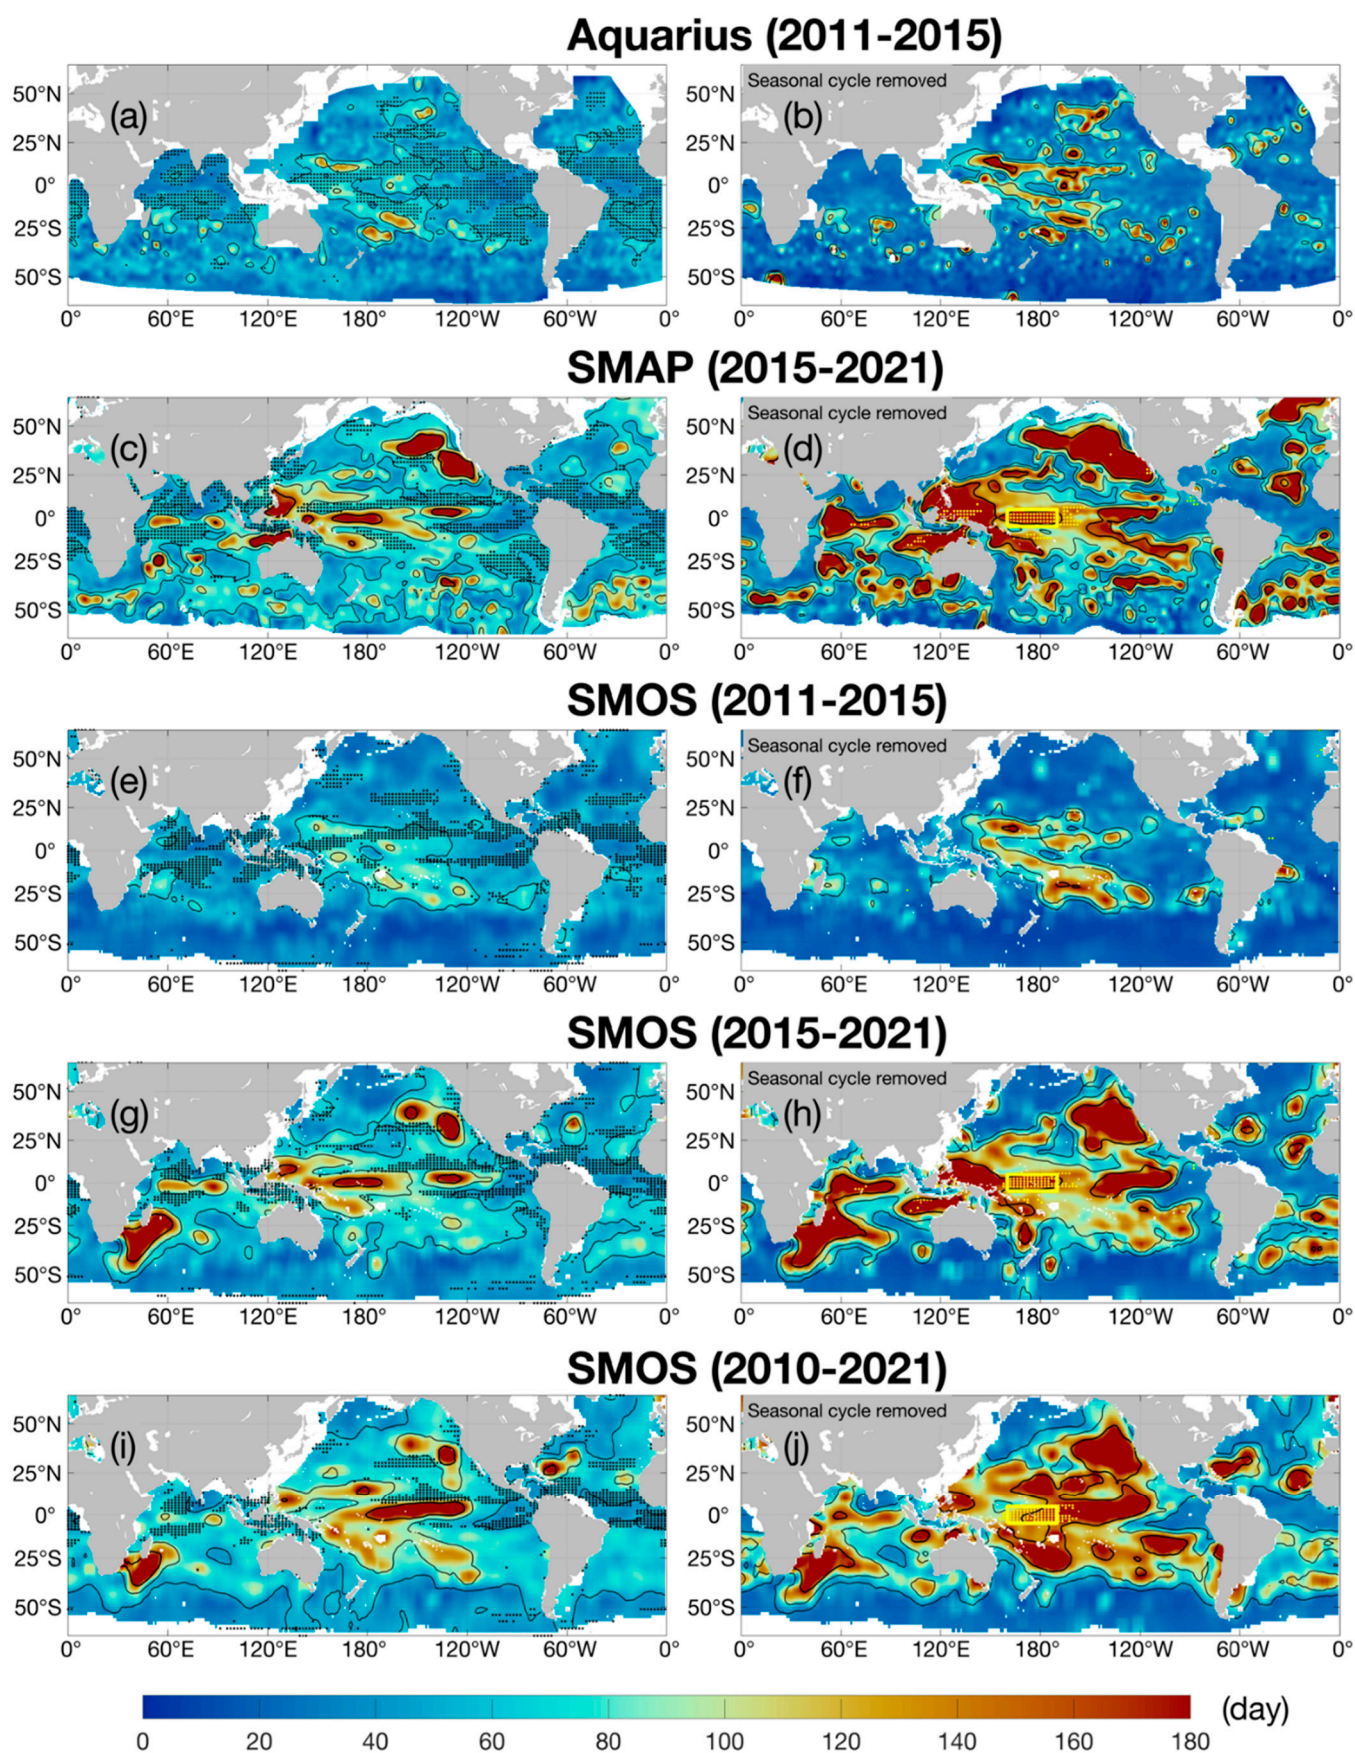 Aquarius (2011-2015)
(a)
50°N
25°N
0°
25°S
50°S
0° 60°E 120°E 180° 120°W 60°W 0°
Seasonal cycle removed
(b)
50°N
25°N
0°
25°S
50°S
0° 60°E 120°E 180° 120°W 60°W 0°
SMAP (2015-2021)
(c)
50°N
25°N
0°
25°S
50°S
0° 60°E 120°E 180° 120°W 60°W 0°
Seasonal cycle removed
(d)
50°N
25°N
0°
25°S
50°S
0° 60°E 120°E 180° 120°W 60°W 0°
SMOS (2011-2015)
(e)
50°N
25°N
0°
25°S
50°S
0° 60°E 120°E 180° 120°W 60°W 0°
Seasonal cycle removed
(f)
50°N
25°N
0°
25°S
50°S
0° 60°E 120°E 180° 120°W 60°W 0°
SMOS (2015-2021)
(g)
50°N
25°N
0°
25°S
50°S
0° 60°E 120°E 180° 120°W 60°W 0°
Seasonal cycle removed
(h)
50°N
25°N
0°
25°S
50°S
0° 60°E 120°E 180° 120°W 60°W 0°
SMOS (2010-2021)
(i)
50°N
25°N
0°
25°S
50°S
0° 60°E 120°E 180° 120°W 60°W 0°
Seasonal cycle removed
(j)
50°N
25°N
0°
25°S
50°S
0° 60°E 120°E 180° 120°W 60°W 0°
(day)
0 20 40 60 80 100 120 140 160 180